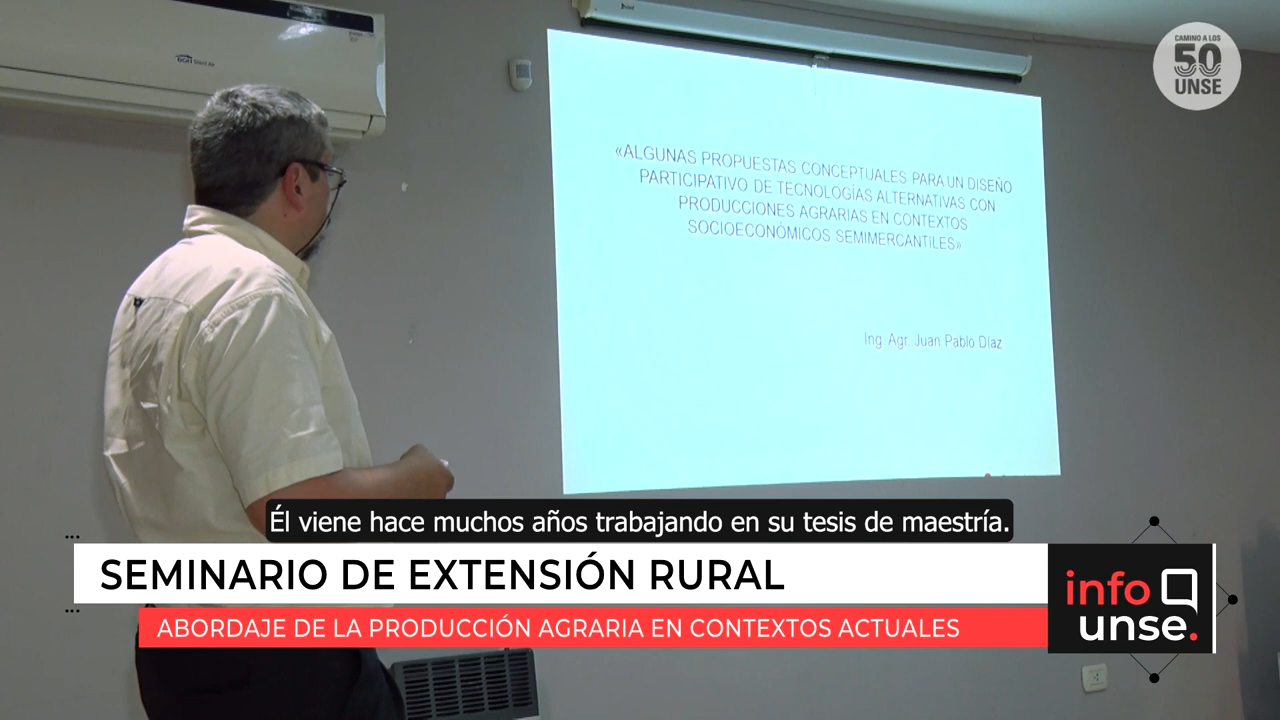 CAMINO A LOS
50
UNSE
«ALGUNAS PROPUESTAS CONCEPTUALES PARA UN DISEÑO
PARTICIPATIVO DE TECNOLOGÍAS ALTERNATIVAS CON
PRODUCCIONES AGRARIAS EN CONTEXTOS
SOCIOECONÓMICOS SEMIMERCANTILES»
Ing. Agr. Juan Pablo Díaz
Él viene hace muchos años trabajando en su tesis de maestría.
SEMINARIO DE EXTENSIÓN RURAL
ABORDAJE DE LA PRODUCCIÓN AGRARIA EN CONTEXTOS ACTUALES
info
unse.